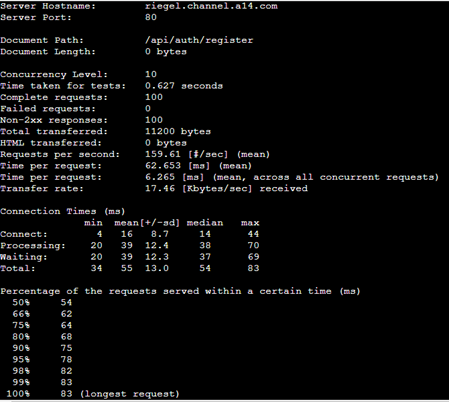 Server Hostname:        riegel.channel.a14.com
Server Port:            80

Document Path:          /api/auth/register
Document Length:        0 bytes

Concurrency Level:      10
Time taken for tests:   0.627 seconds
Complete requests:      100
Failed requests:        0
Non-2xx responses:      100
Total transferred:      11200 bytes
HTML transferred:       0 bytes
Requests per second:    159.61 [#/sec] (mean)
Time per request:       62.653 [ms] (mean)
Time per request:       6.265 [ms] (mean, across all concurrent requests)
Transfer rate:          17.46 [Kbytes/sec] received

Connection Times (ms)
              min  mean[+/-sd] median   max
Connect:        4   16   8.7     14      44
Processing:    20   39  12.4     38      70
Waiting:       20   39  12.3     37      69
Total:         34   55  13.0     54      83

Percentage of the requests served within a certain time (ms)
  50%     54
  66%     62
  75%     64
  80%     68
  90%     75
  95%     78
  98%     82
  99%     83
 100%     83 (longest request)